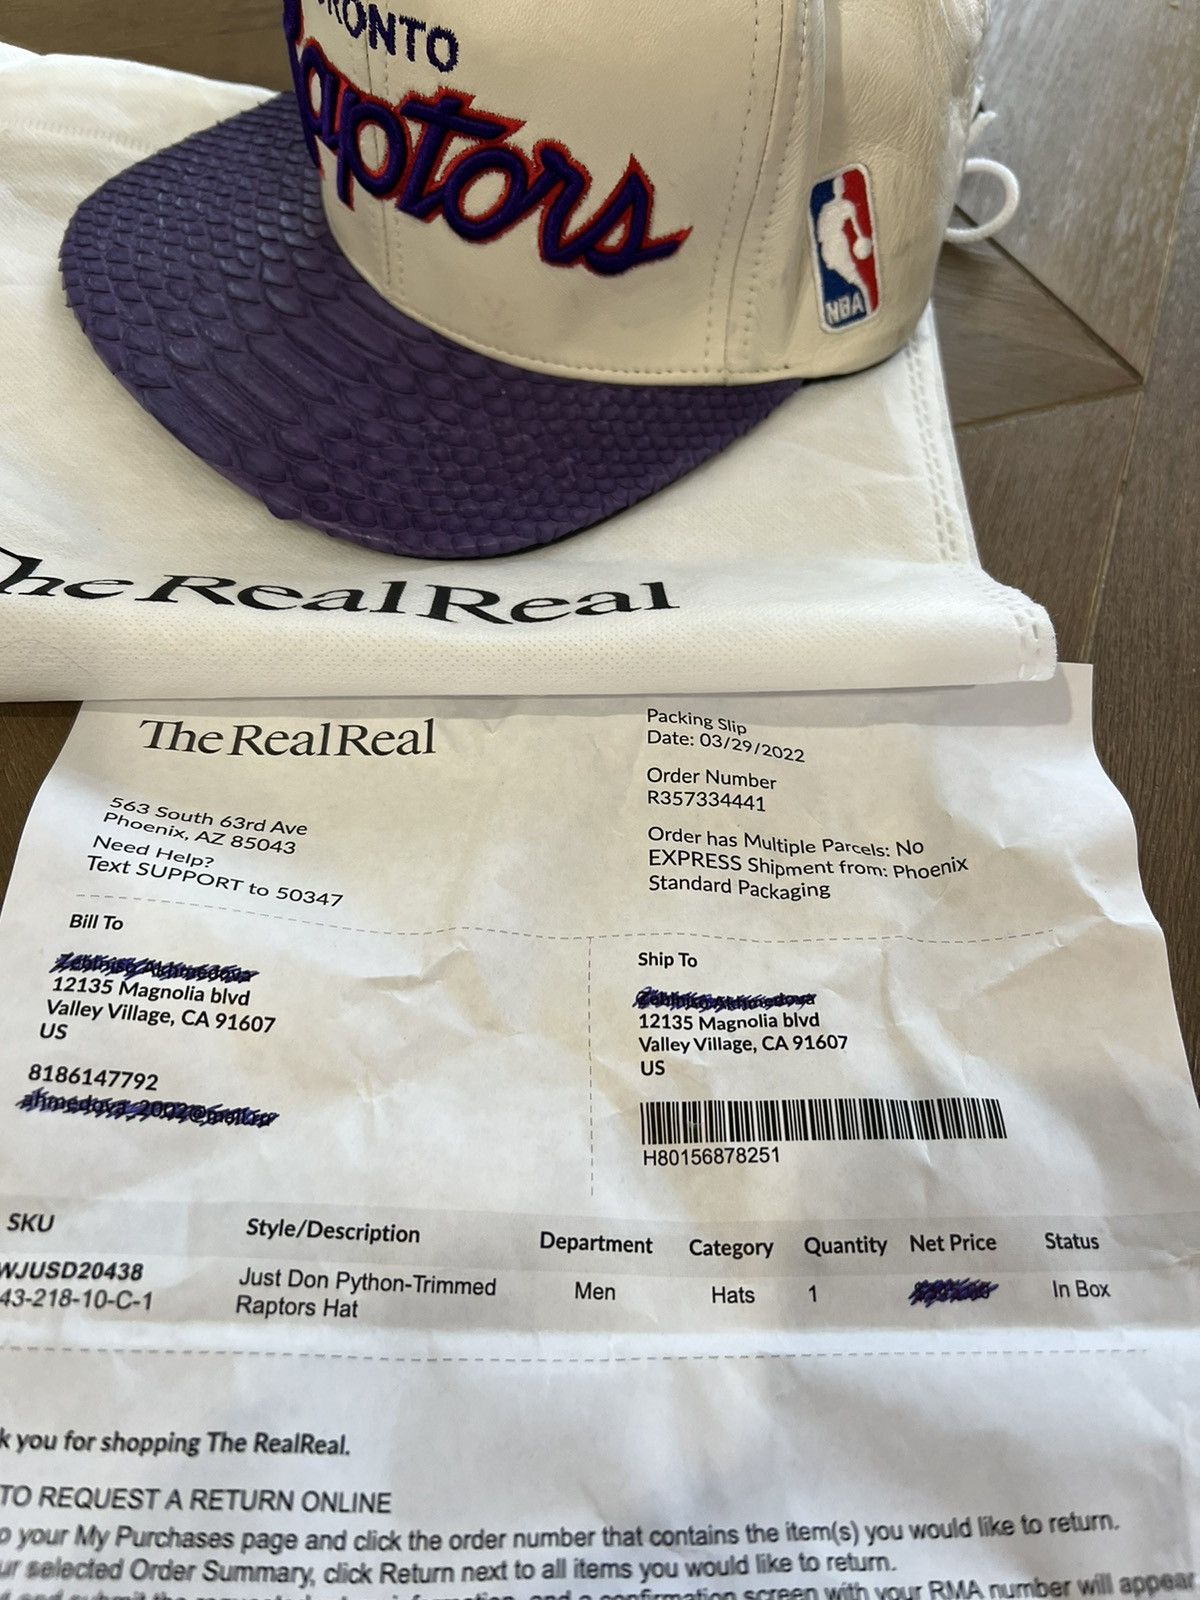 TORONTO
Raptors
NBA
The RealReal
The RealReal
Packing Slip
Date: 03/29/2022
Order Number
R357334441
563 South 63rd Ave
Phoenix, AZ 85043
Need Help?
Text SUPPORT to 50347
Order has Multiple Parcels: No
EXPRESS Shipment from: Phoenix
Standard Packaging
Bill To
12135 Magnolia blvd
Valley Village, CA 91607
US
8186147792
Ship To
12135 Magnolia blvd
Valley Village, CA 91607
US
H80156878251
SKU Style/Description Department Category Quantity Net Price Status
WJUSD20438 Just Don Python-Trimmed Men Hats 1 In Box
43-218-10-C-1 Raptors Hat
k you for shopping The RealReal.
TO REQUEST A RETURN ONLINE
o your My Purchases page and click the order number that contains the item(s) you would like to return.
ur selected Order Summary, click Return next to all items you would like to return.
and a confirmation screen with your RMA number will appear